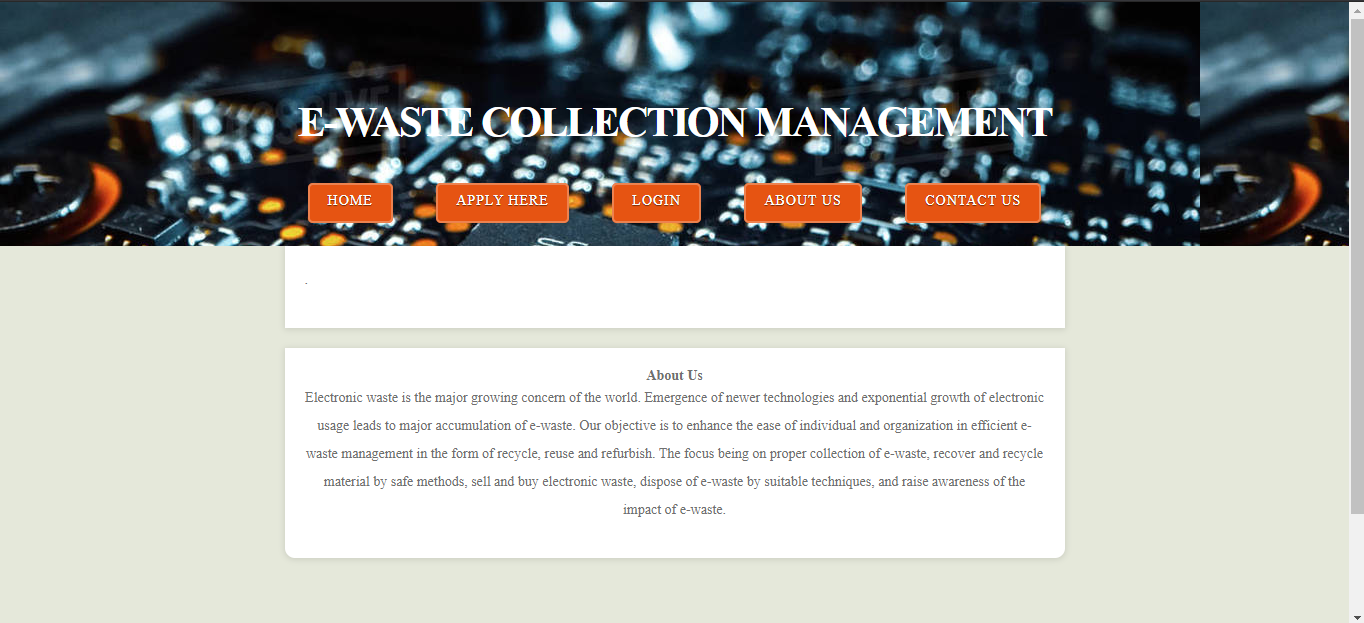 E-WASTE COLLECTION MANAGEMENT
HOME APPLY HERE LOGIN ABOUT US CONTACT US
.
About Us
Electronic waste is the major growing concern of the world. Emergence of newer technologies and exponential growth of electronic
usage leads to major accumulation of e-waste. Our objective is to enhance the ease of individual and organization in efficient e-
waste management in the form of recycle, reuse and refurbish. The focus being on proper collection of e-waste, recover and recycle
material by safe methods, sell and buy electronic waste, dispose of e-waste by suitable techniques, and raise awareness of the
impact of e-waste.